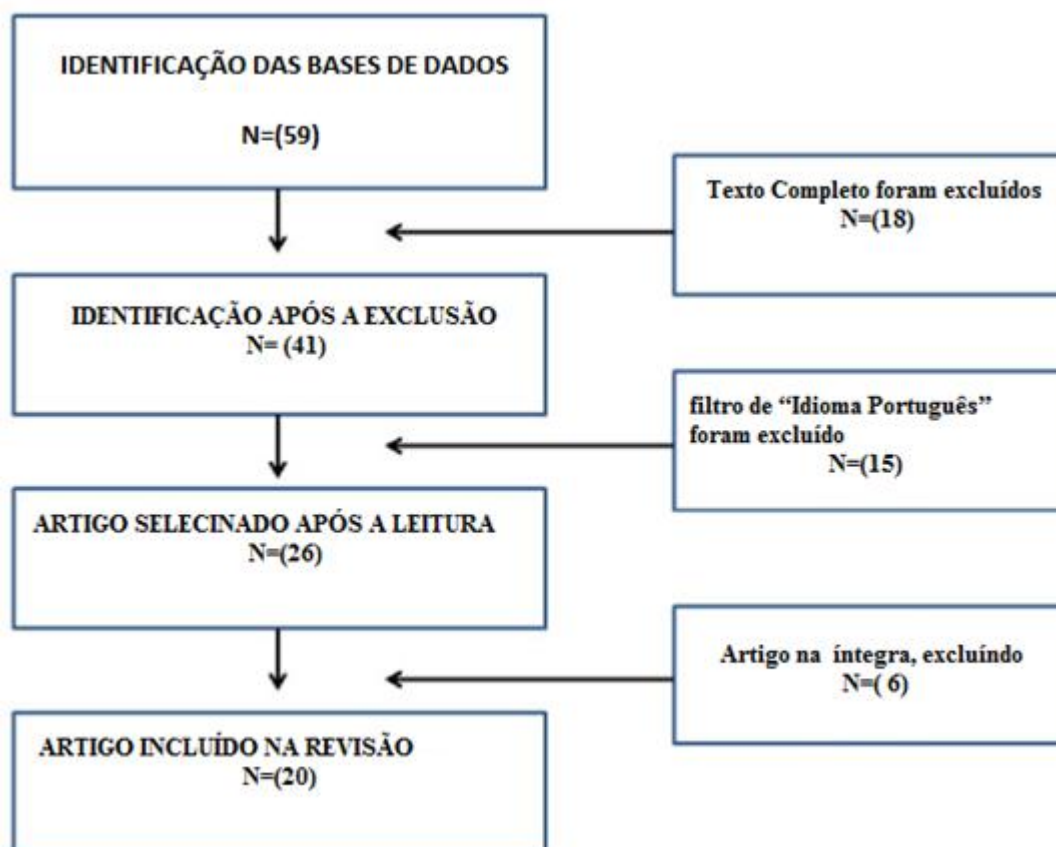 IDENTIFICAÇÃO DAS BASES DE DADOS
N=(59)
Texto Completo foram excluídos
N=(18)
IDENTIFICAÇÃO APÓS A EXCLUSÃO
N= (41)
filtro de “Idioma Português”
foram excluído
N=(15)
ARTIGO SELECINADO APÓS A LEITURA
N=(26)
Artigo na íntegra, excluíndo
N=( 6)
ARTIGO INCLUÍDO NA REVISÃO
N=(20)